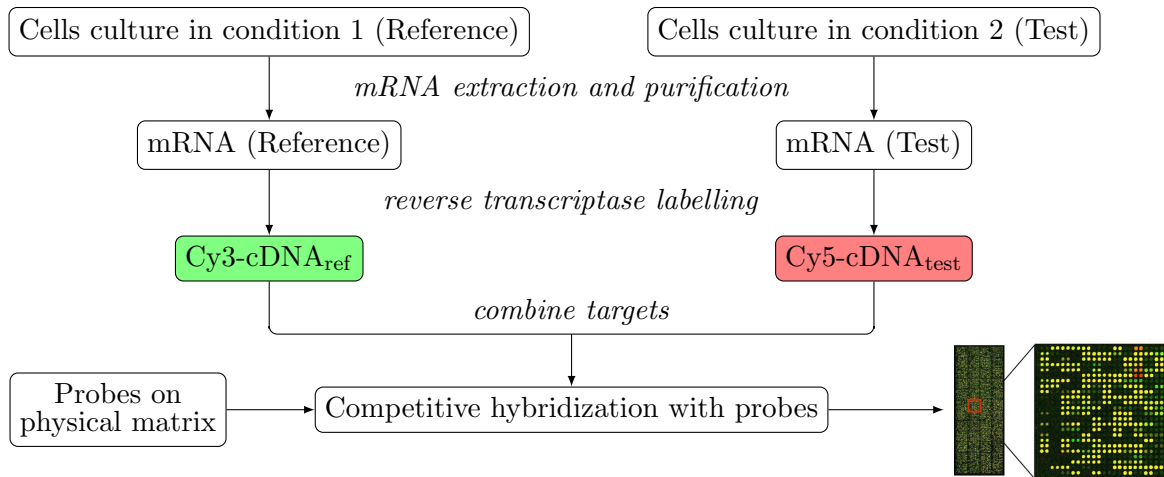 Cells culture in condition 1 (Reference)
Cells culture in condition 2 (Test)
mRNA extraction and purification
mRNA (Reference)
mRNA (Test)
reverse transcriptase labelling
Cy3-cDNAref
Cy5-cDNAtest
combine targets
Probes on
physical matrix
Competitive hybridization with probes